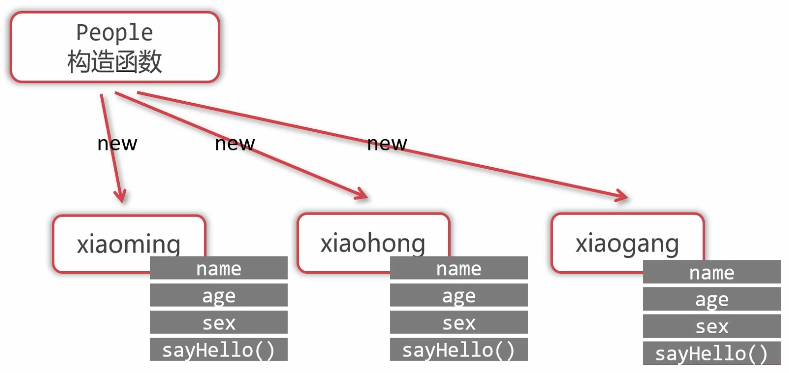 People
构造函数
new
new
new
xiaoming
xiaohong
xiaogang
name
age
sex
sayHello()
name
age
sex
sayHello()
name
age
sex
sayHello()